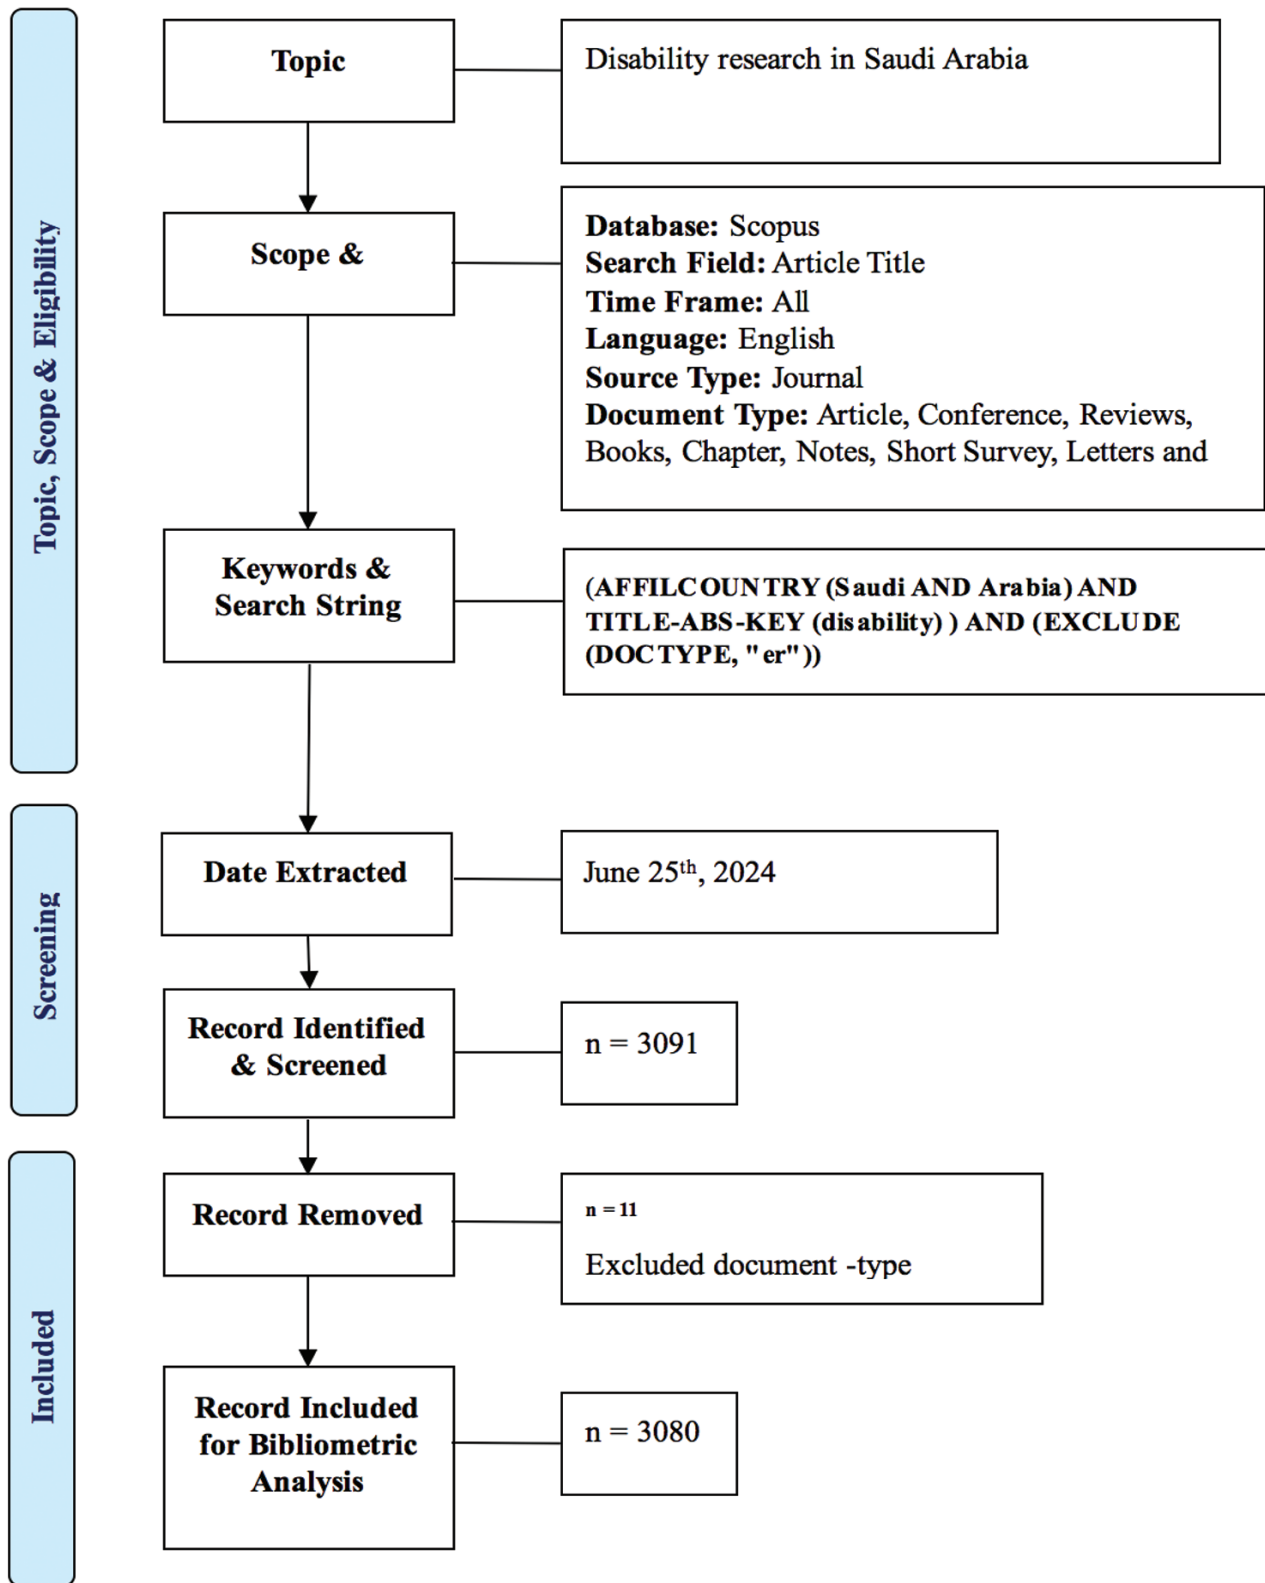 Topic, Scope & Eligibility
Topic
Disability research in Saudi Arabia
Scope &
Database: Scopus
Search Field: Article Title
Time Frame: All
Language: English
Source Type: Journal
Document Type: Article, Conference, Reviews,
Books, Chapter, Notes, Short Survey, Letters and
Keywords &
Search String
(AFFILCOUNTRY (Saudi AND Arabia) AND
TITLE-ABS-KEY (disability) ) AND (EXCLUDE
(DOCTYPE, "er"))
Screening
Date Extracted
June 25th, 2024
Record Identified
& Screened
n = 3091
Included
Record Removed
n = 11
Excluded document -type
Record Included
for Bibliometric
Analysis
n = 3080